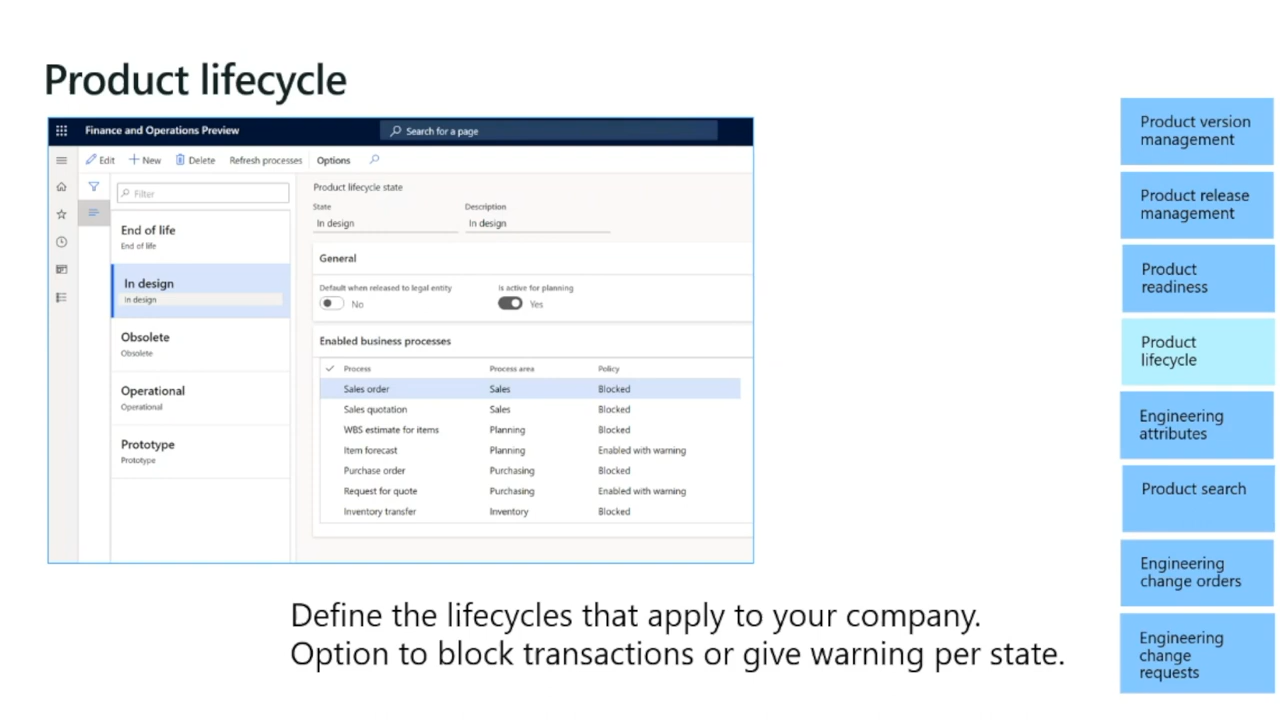 Product lifecycle
Finance and Operations Preview
Search for a page
Edit New Delete Refresh processes Options
Filter
End of life
End of life
In design
In design
Obsolete
Obsolete
Operational
Operational
Prototype
Prototype
Product lifecycle state
State Description
In design In design
General
Default when released to legal entity Is active for planning
No Yes
Enabled business processes
Process Process area Policy
Sales order Sales Blocked
Sales quotation Sales Blocked
WBS estimate for items Planning Blocked
Item forecast Planning Enabled with warning
Purchase order Purchasing Blocked
Request for quote Purchasing Enabled with warning
Inventory transfer Inventory Blocked
Define the lifecycles that apply to your company.
Option to block transactions or give warning per state.
Product version
management
Product release
management
Product
readiness
Product
lifecycle
Engineering
attributes
Product search
Engineering
change orders
Engineering
change
requests